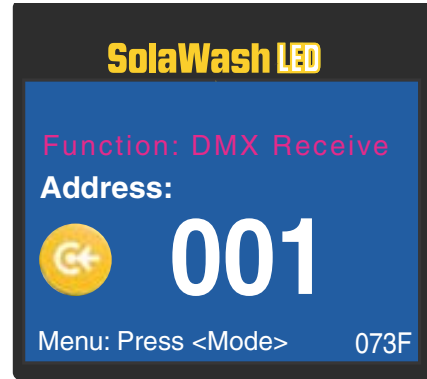 SolaWash LED
Function: DMX Receive
Address:
001
Menu: Press <Mode> 073F